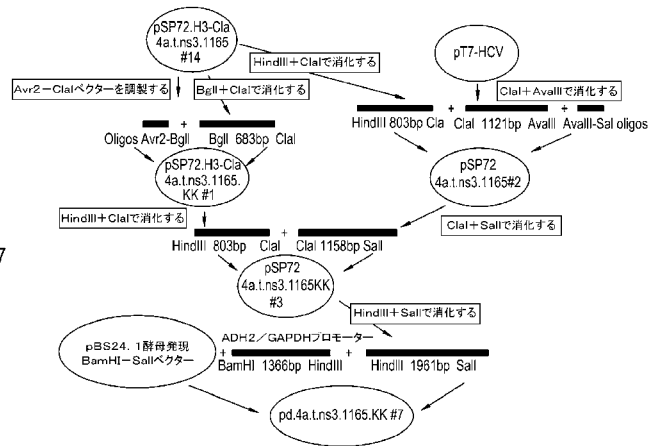 pSP72.H3-Cla
4a.t.ns3.1165
#14
HindIII+ClaIで消化する
pT7-HCV
Avr2-ClaIベクターを調製する
BglI+ClaIで消化する
ClaI+AvaIIIで消化する
+
Oligos Avr2-BglI BglI 683bp ClaI
+ +
HindIII 803bp Cla ClaI 1121bp AvaIII AvaIII-Sal oligos
pSP72.H3-Cla
4a.t.ns3.1165.
KK #1
pSP72
4a.t.ns3.1165#2
HindIII+ClaIで消化する
ClaI+SalIで消化する
+
HindIII 803bp ClaI ClaI 1158bp SalI
7
pSP72
4a.t.ns3.1165KK
#3
HindIII+SalIで消化する
pBS24.1酵母発現
BamHI-SalIベクター
ADH2/GAPDHプロモーター
+ +
BamHI 1366bp HindIII HindIII 1961bp SalI
pd.4a.t.ns3.1165.KK #7